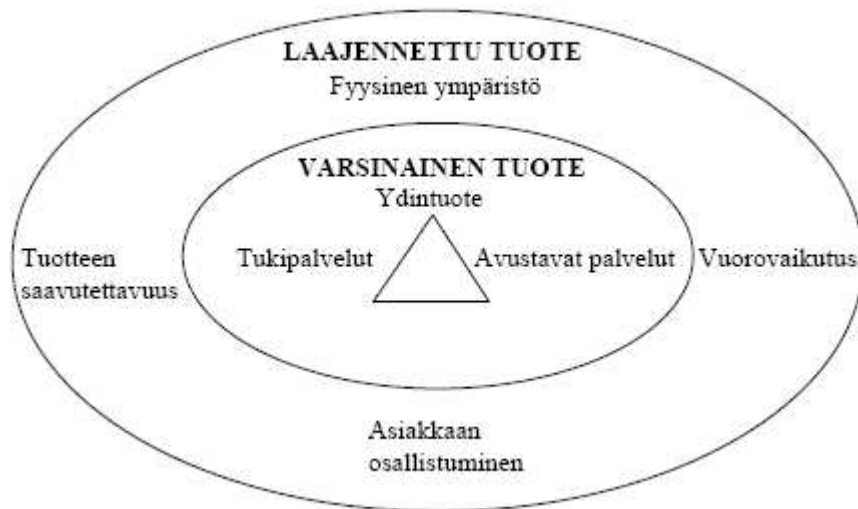 LAAJENNETTU TUOTE
Fyysinen ympäristö
VARSINAINEN TUOTE
Ydintuote
Tuotteen
saavutettavuus
Tukipalvelut
Avustavat palvelut
Vuorovaikutus
Asiakkaan
osallistuminen